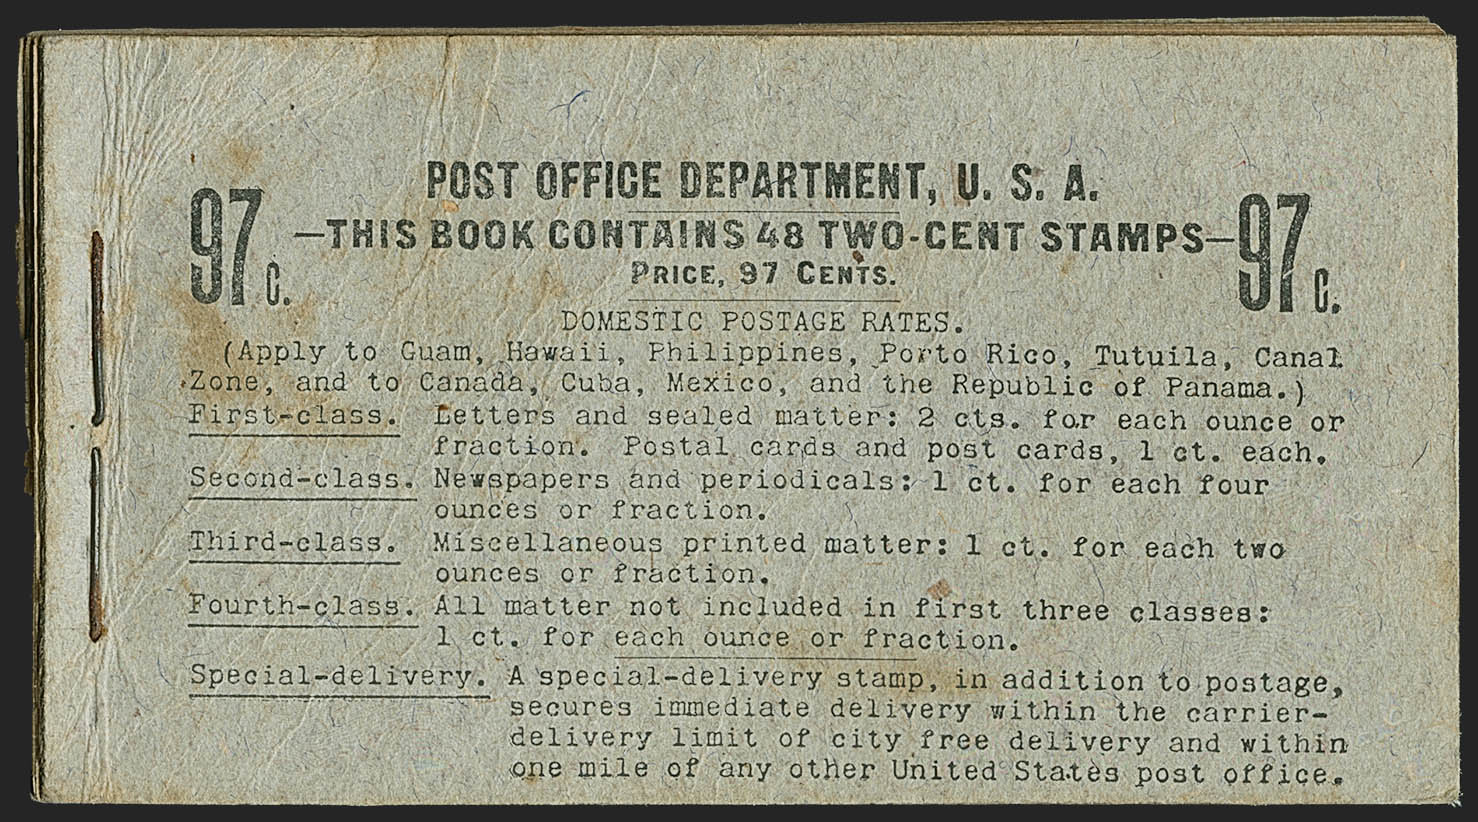 POST OFFICE DEPARTMENT, U. S. A.
97c. —THIS BOOK CONTAINS 48 TWO-CENT STAMPS— 97c.
PRICE, 97 CENTS.
DOMESTIC POSTAGE RATES.
(Apply to Guam, Hawaii, Philippines, Porto Rico, Tutuila, Canal
Zone, and to Canada, Cuba, Mexico, and the Republic of Panama.)
First-class. Letters and sealed matter: 2 cts. for each ounce or
fraction. Postal cards and post cards, 1 ct. each.
Second-class. Newspapers and periodicals: 1 ct. for each four
ounces or fraction.
Third-class. Miscellaneous printed matter: 1 ct. for each two
ounces or fraction.
Fourth-class. All matter not included in first three classes:
1 ct. for each ounce or fraction.
Special-delivery. A special-delivery stamp, in addition to postage,
secures immediate delivery within the carrier-
delivery limit of city free delivery and within
one mile of any other United States post office.